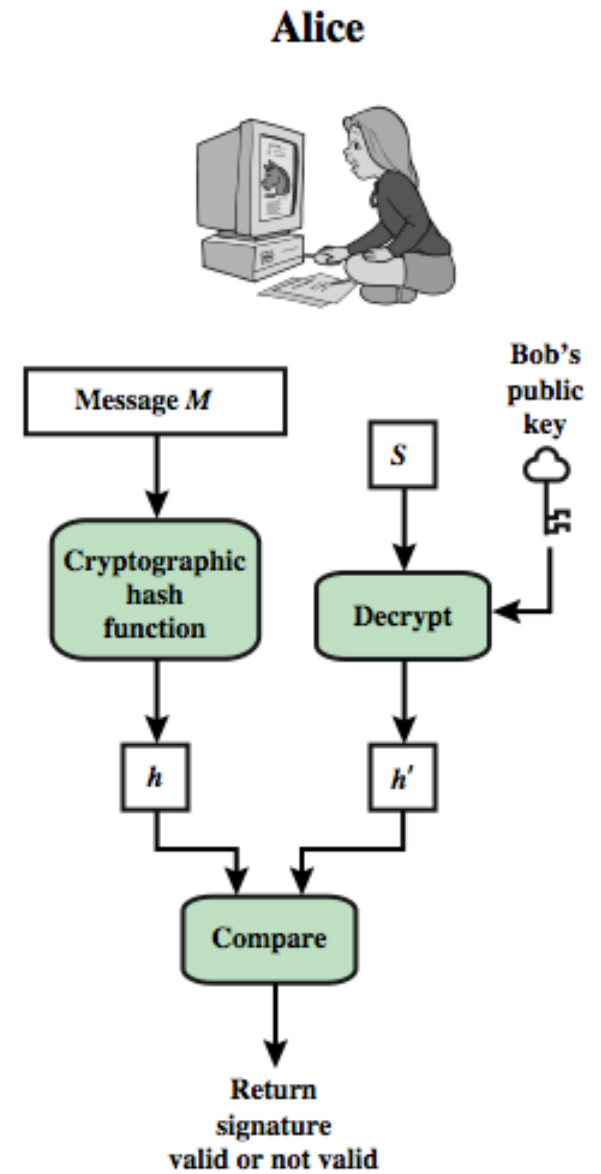 Alice
Bob's
public
key
Message M
S
Cryptographic
hash
function
Decrypt
h
h′
Compare
Return
signature
valid or not valid